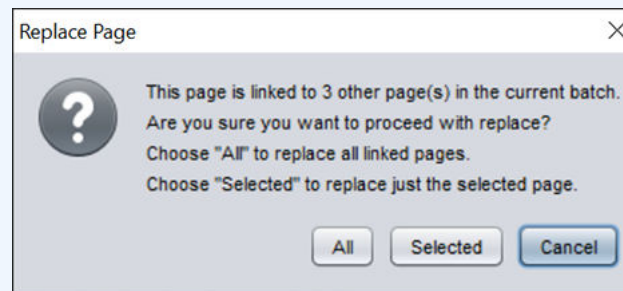 Replace Page
This page is linked to 3 other page(s) in the current batch.
Are you sure you want to proceed with replace?
Choose "All" to replace all linked pages.
Choose "Selected" to replace just the selected page.
All Selected Cancel